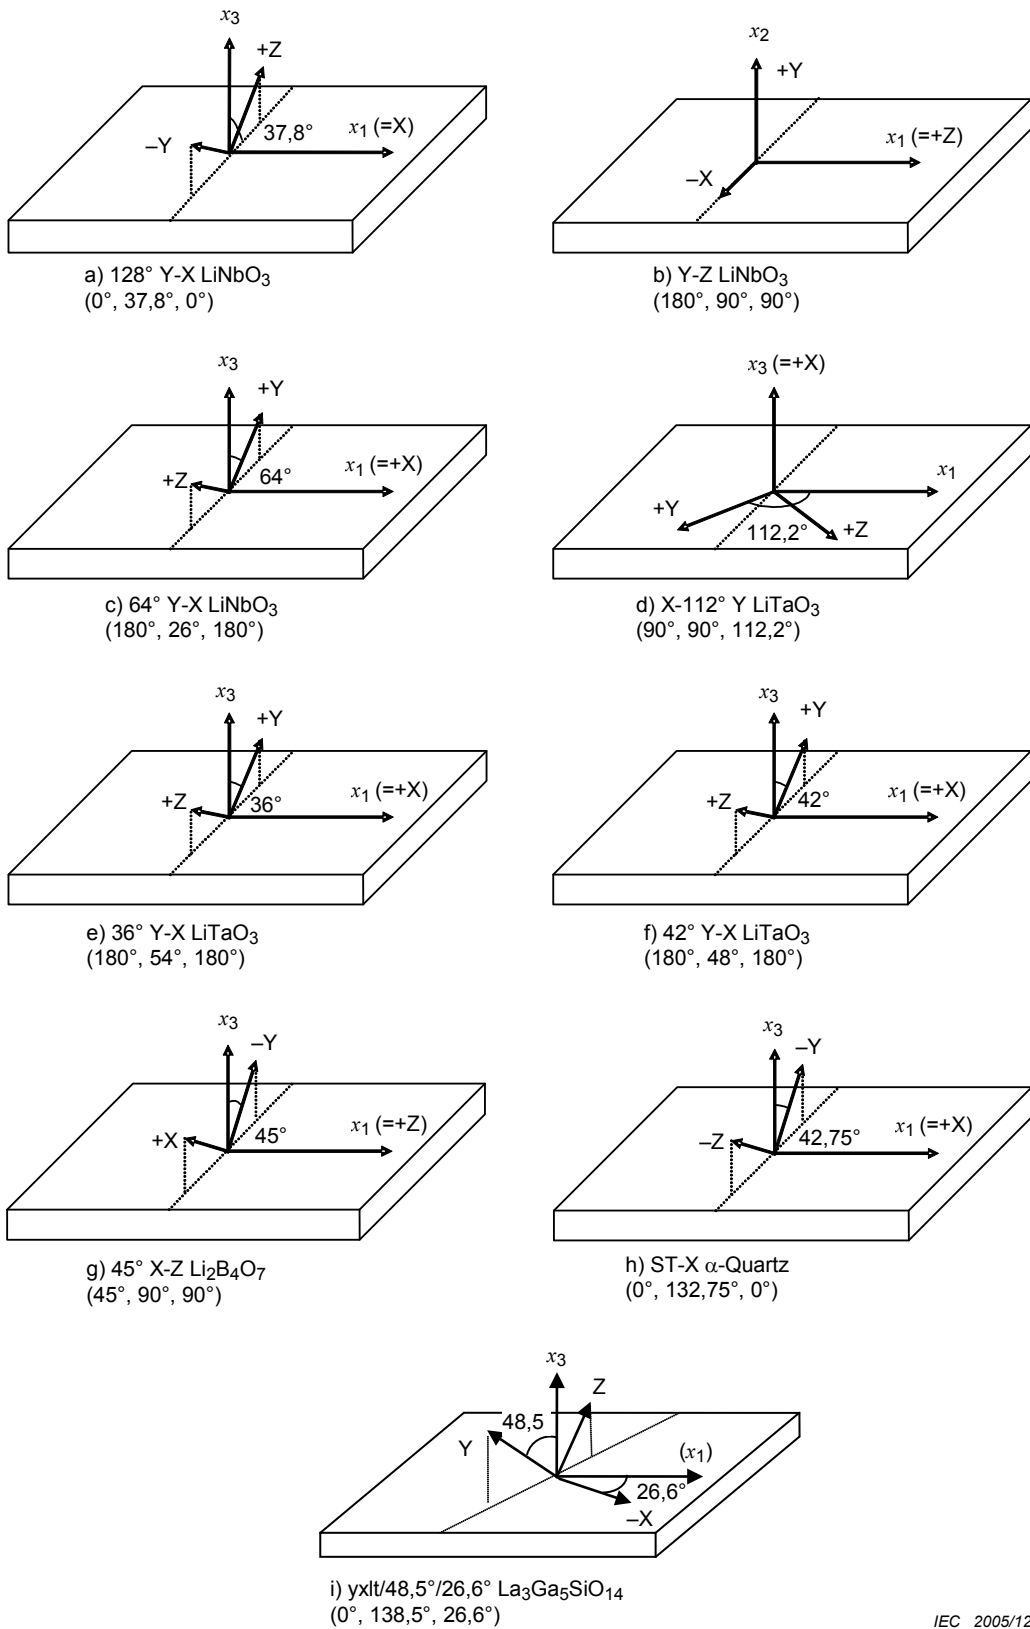 x3
+Z
37,8°
x1 (=X)
–Y
a) 128° Y-X LiNbO3
(0°, 37,8°, 0°)
x2
+Y
x1 (=+Z)
–X
b) Y-Z LiNbO3
(180°, 90°, 90°)
x3
+Y
+Z
64°
x1 (=+X)
c) 64° Y-X LiNbO3
(180°, 26°, 180°)
x3 (=+X)
x1
+Y
112,2°
+Z
d) X-112° Y LiTaO3
(90°, 90°, 112,2°)
x3
+Y
+Z
36°
x1 (=+X)
e) 36° Y-X LiTaO3
(180°, 54°, 180°)
x3
+Y
+Z
42°
x1 (=+X)
f) 42° Y-X LiTaO3
(180°, 48°, 180°)
x3
–Y
+X
45°
x1 (=+Z)
g) 45° X-Z Li2B4O7
(45°, 90°, 90°)
x3
–Y
–Z
42,75°
x1 (=+X)
h) ST-X α-Quartz
(0°, 132,75°, 0°)
x3
Z
48,5
Y
(x1)
26,6°
–X
i) yxlt/48,5°/26,6° La3Ga5SiO14
(0°, 138,5°, 26,6°)
IEC 2005/12